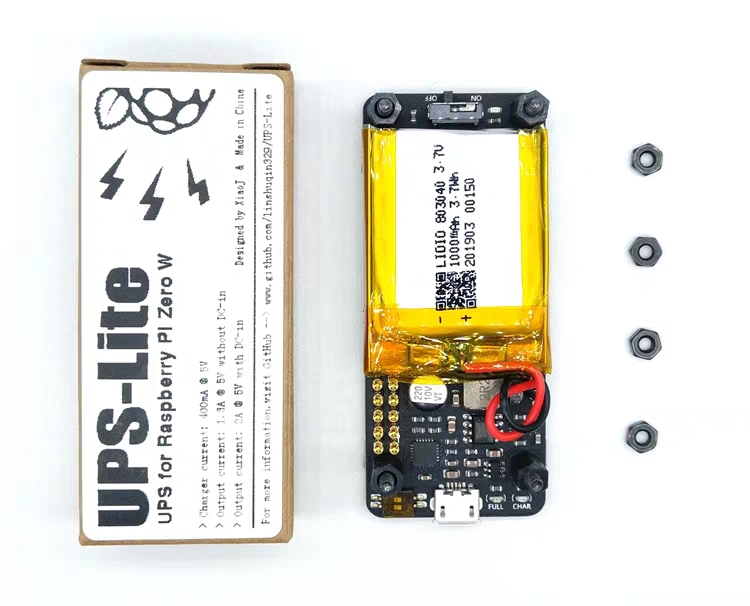 UPS-Lite
UPS for Raspberry PI Zero W
> Charger current: 400mA @ 5V
> Output current: 1.3A @ 5V without DC-in
> Output current: 2A @ 5V with DC-in
Designed by XiaoJ & Made in China
For more information,visit GitHub --> www.github.com/linshuqin329/UPS-Lite
OFF
ON
LIDIO 803040 3.7V
1000mAh 3.7Wh
201903 00150
- +
220
10V
VT
2R2
FULL
CHAR